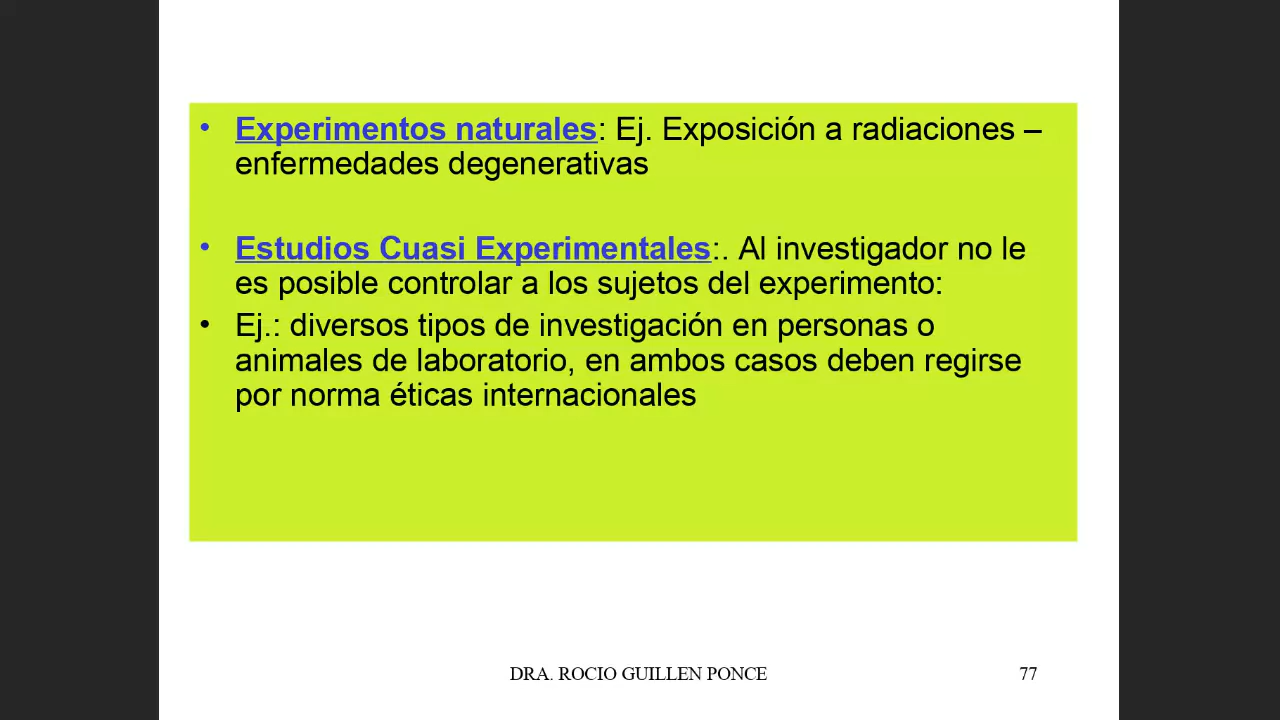 • Experimentos naturales: Ej. Exposición a radiaciones –
enfermedades degenerativas
• Estudios Cuasi Experimentales:. Al investigador no le
es posible controlar a los sujetos del experimento:
• Ej.: diversos tipos de investigación en personas o
animales de laboratorio, en ambos casos deben regirse
por norma éticas internacionales
DRA. ROCIO GUILLEN PONCE
77